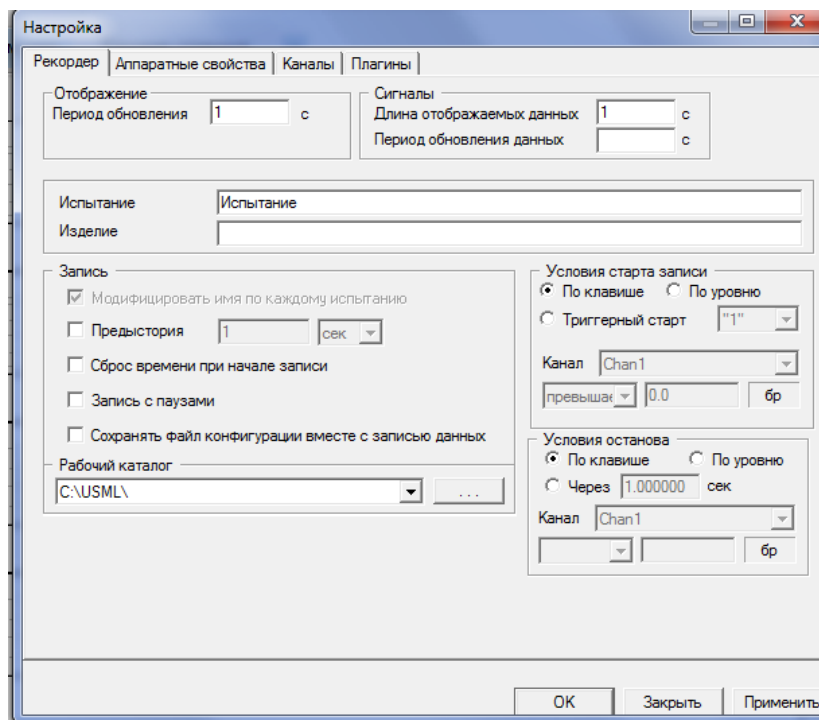 Настройка
Рекордер Аппаратные свойства Каналы Плагины
Отображение
Период обновления 1 с
Сигналы
Длина отображаемых данных 1 с
Период обновления данных с
Испытание Испытание
Изделие
Запись
Модифицировать имя по каждому испытанию
Предыстория 1 сек
Сброс времени при начале записи
Запись с паузами
Сохранять файл конфигурации вместе с записью данных
Рабочий каталог
C:\USML\ ...
Условия старта записи
По клавише По уровню
Триггерный старт "1"
Канал Chan1
превышае 0.0 бр
Условия останова
По клавише По уровню
Через 1.000000 сек
Канал Chan1
бр
OK Закрыть Применить